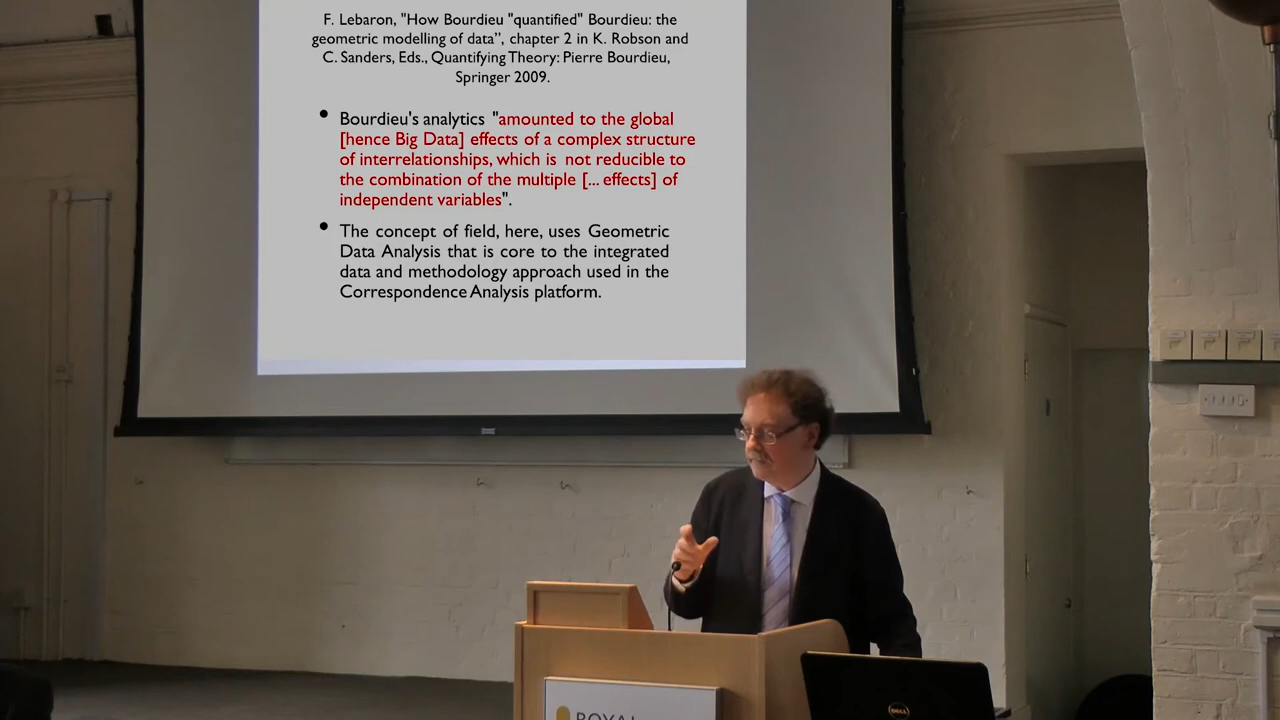 F. Lebaron, "How Bourdieu "quantified" Bourdieu: the
geometric modelling of data”, chapter 2 in K. Robson and
C. Sanders, Eds., Quantifying Theory: Pierre Bourdieu,
Springer 2009.
• Bourdieu's analytics "amounted to the global
[hence Big Data] effects of a complex structure
of interrelationships, which is not reducible to
the combination of the multiple [... effects] of
independent variables".
• The concept of field, here, uses Geometric
Data Analysis that is core to the integrated
data and methodology approach used in the
Correspondence Analysis platform.
ROYAL
DELL